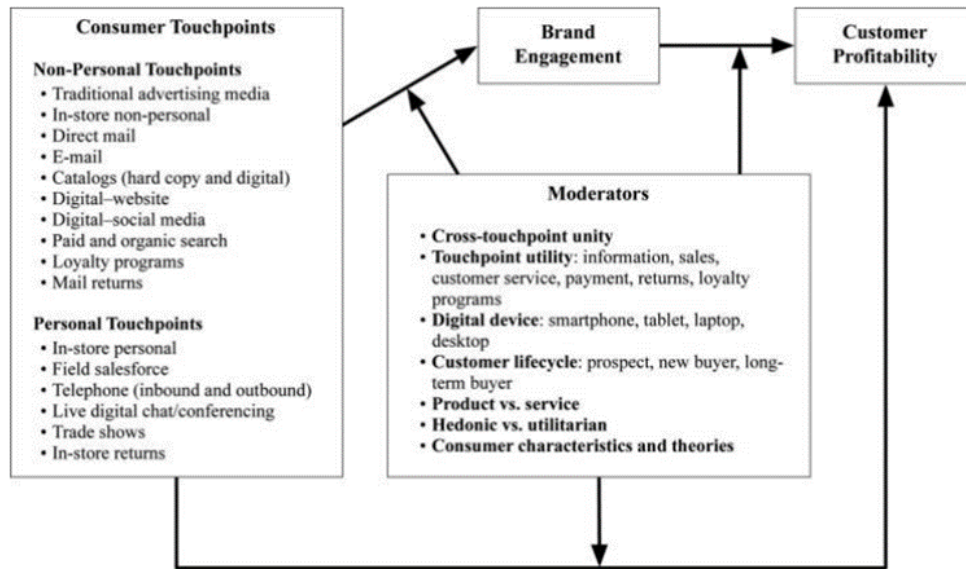 Consumer Touchpoints
Non-Personal Touchpoints
• Traditional advertising media
• In-store non-personal
• Direct mail
• E-mail
• Catalogs (hard copy and digital)
• Digital–website
• Digital–social media
• Paid and organic search
• Loyalty programs
• Mail returns
Personal Touchpoints
• In-store personal
• Field salesforce
• Telephone (inbound and outbound)
• Live digital chat/conferencing
• Trade shows
• In-store returns
Brand
Engagement
Customer
Profitability
Moderators
• Cross-touchpoint unity
• Touchpoint utility: information, sales,
customer service, payment, returns, loyalty
programs
• Digital device: smartphone, tablet, laptop,
desktop
• Customer lifecycle: prospect, new buyer, long-
term buyer
• Product vs. service
• Hedonic vs. utilitarian
• Consumer characteristics and theories